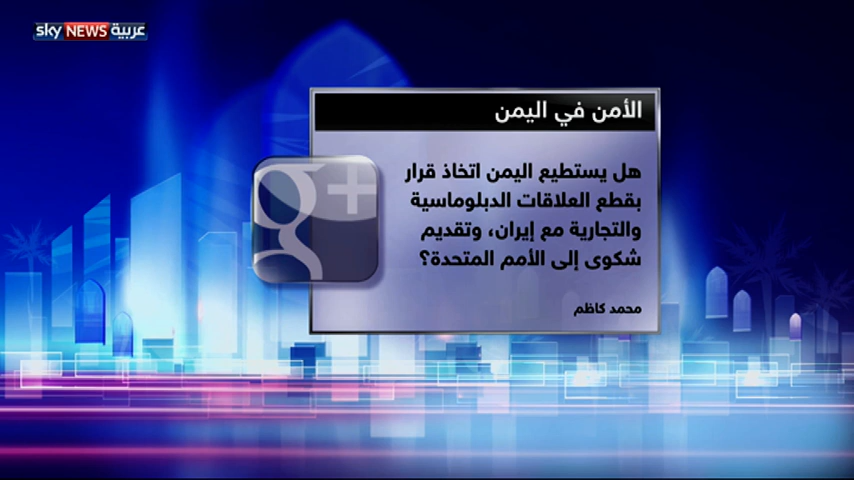 sky NEWS عربية
الأمن في اليمن
هل يستطيع اليمن اتخاذ قرار
بقطع العلاقات الدبلوماسية
والتجارية مع إيران، وتقديم
شكوى إلى الأمم المتحدة؟
محمد كاظم
g+